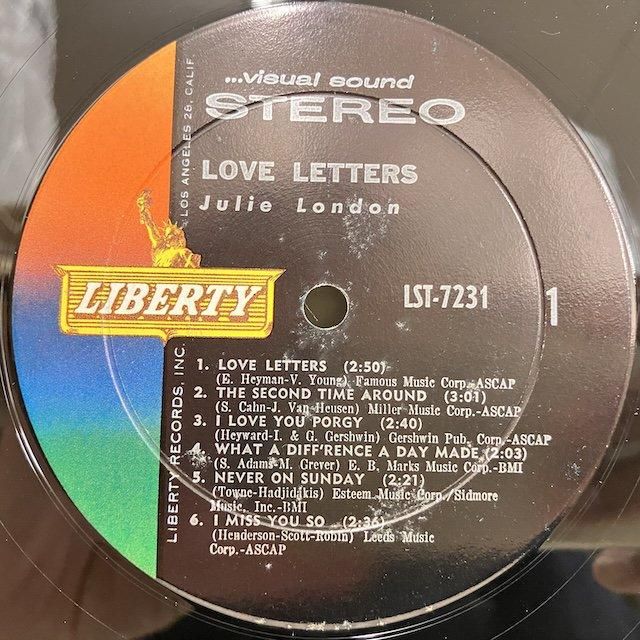 ...visual sound
STEREO
LOVE LETTERS
Julie London
LIBERTY
LST-7231
1
LIBERTY RECORDS, INC.
LOS ANGELES 28, CALIF.
1. LOVE LETTERS (2:50)
(E. Heyman-V. Young) Famous Music Corp.-ASCAP
2. THE SECOND TIME AROUND (3:01)
(S. Cahn-J. Van Heusen) Miller Music Corp.-ASCAP
3. I LOVE YOU PORGY (2:40)
(Heyward-I. & G. Gershwin) Gershwin Pub. Corp.-ASCAP
4. WHAT A DIFF'RENCE A DAY MADE (2:03)
(S. Adams-M. Grever) E. B. Marks Music Corp.-BMI
5. NEVER ON SUNDAY (2:21)
(Towne-Hadjidakis) Esteem Music Corp./Sidmore
Music, Inc.-BMI
6. I MISS YOU SO (2:36)
(Henderson-Scott-Robin) Leeds Music
Corp.-ASCAP